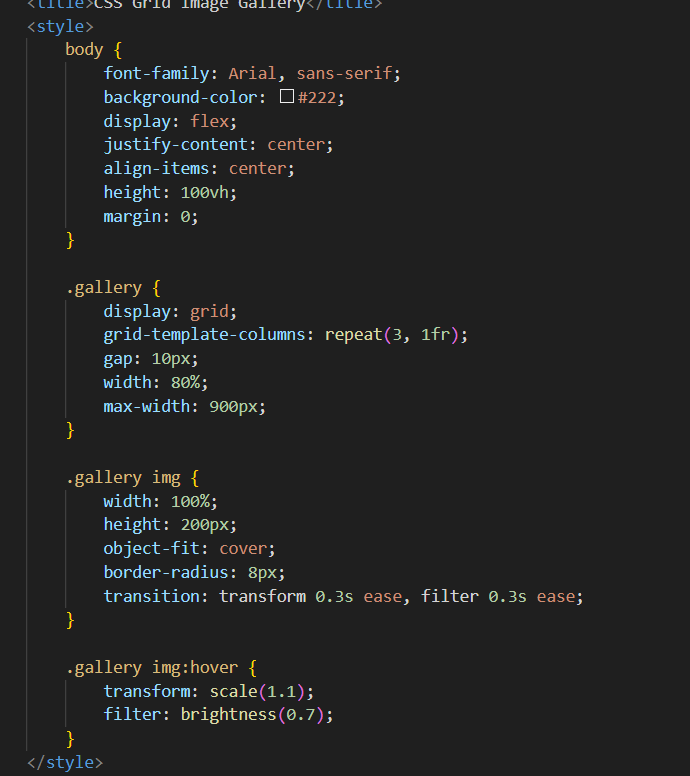 <title>CSS Grid Image Gallery</title>
<style>
body {
font-family: Arial, sans-serif;
background-color: #222;
display: flex;
justify-content: center;
align-items: center;
height: 100vh;
margin: 0;
}
.gallery {
display: grid;
grid-template-columns: repeat(3, 1fr);
gap: 10px;
width: 80%;
max-width: 900px;
}
.gallery img {
width: 100%;
height: 200px;
object-fit: cover;
border-radius: 8px;
transition: transform 0.3s ease, filter 0.3s ease;
}
.gallery img:hover {
transform: scale(1.1);
filter: brightness(0.7);
}
</style>